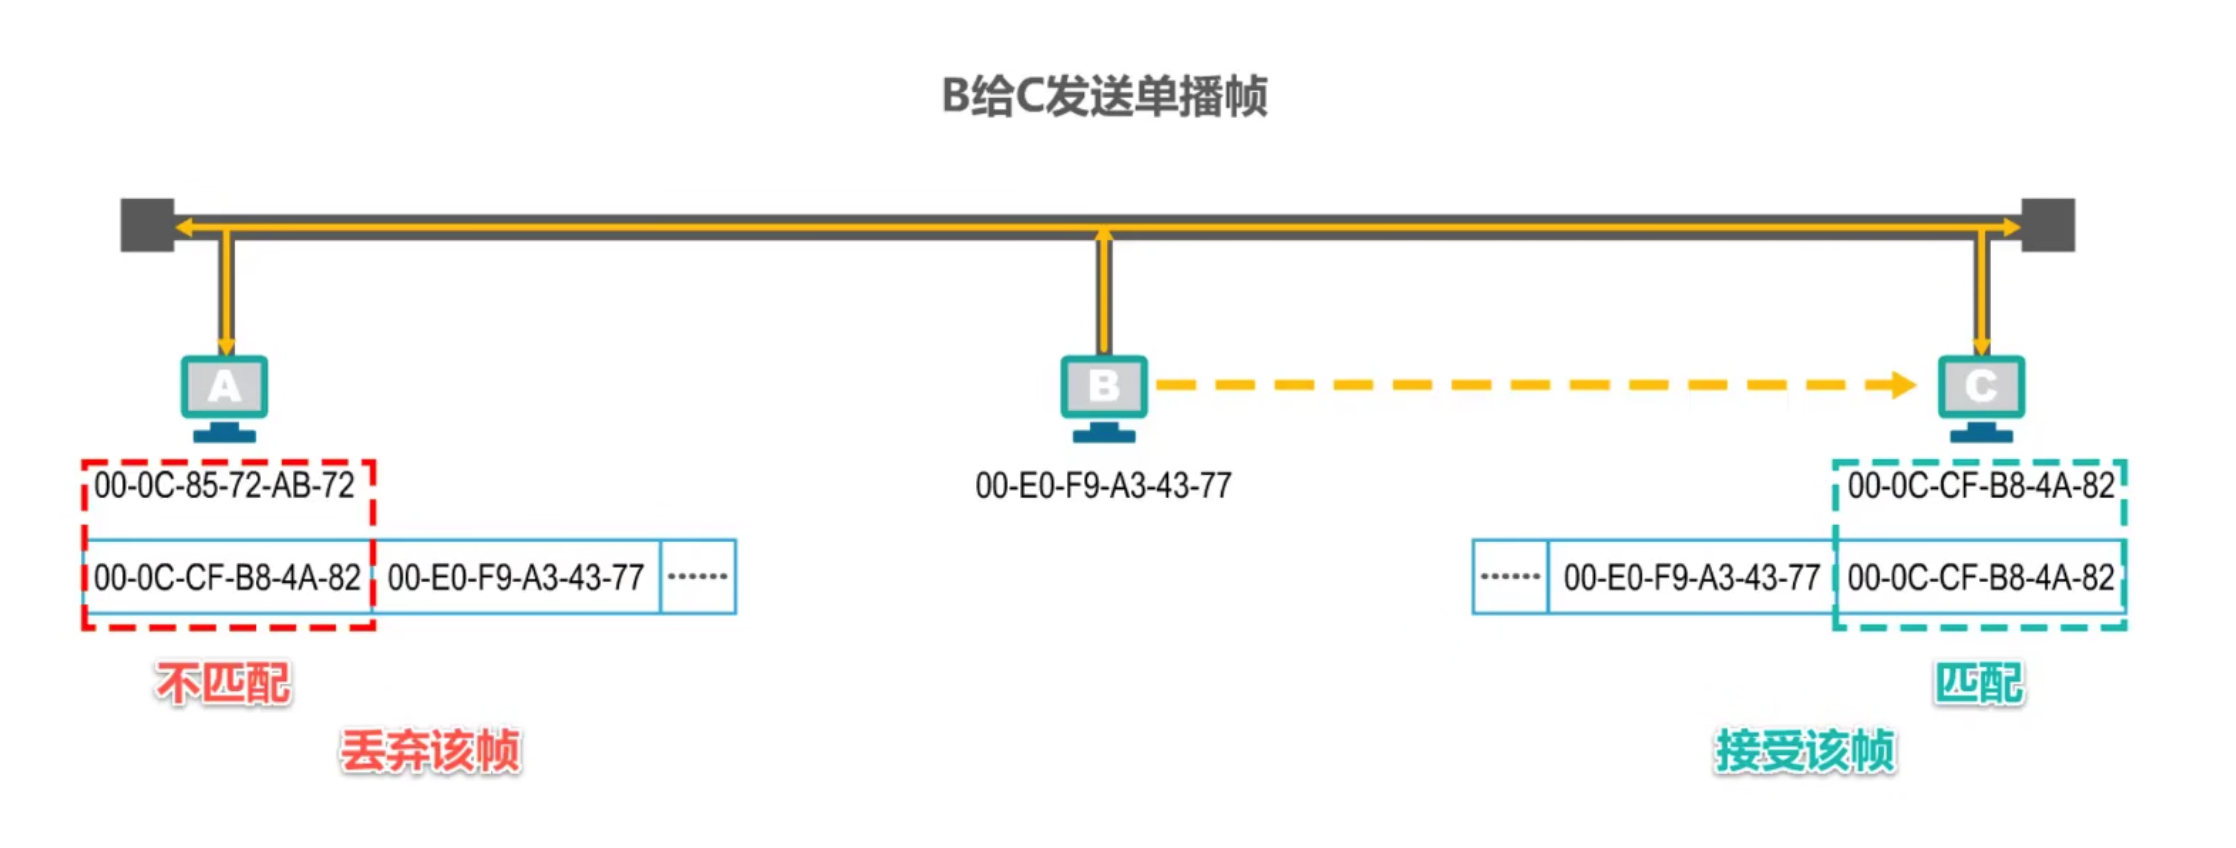 B给C发送单播帧
A
B
C
00-0C-85-72-AB-72
00-E0-F9-A3-43-77
00-0C-CF-B8-4A-82
00-0C-CF-B8-4A-82 00-E0-F9-A3-43-77 ......
...... 00-E0-F9-A3-43-77 00-0C-CF-B8-4A-82
不匹配
匹配
丢弃该帧
接受该帧